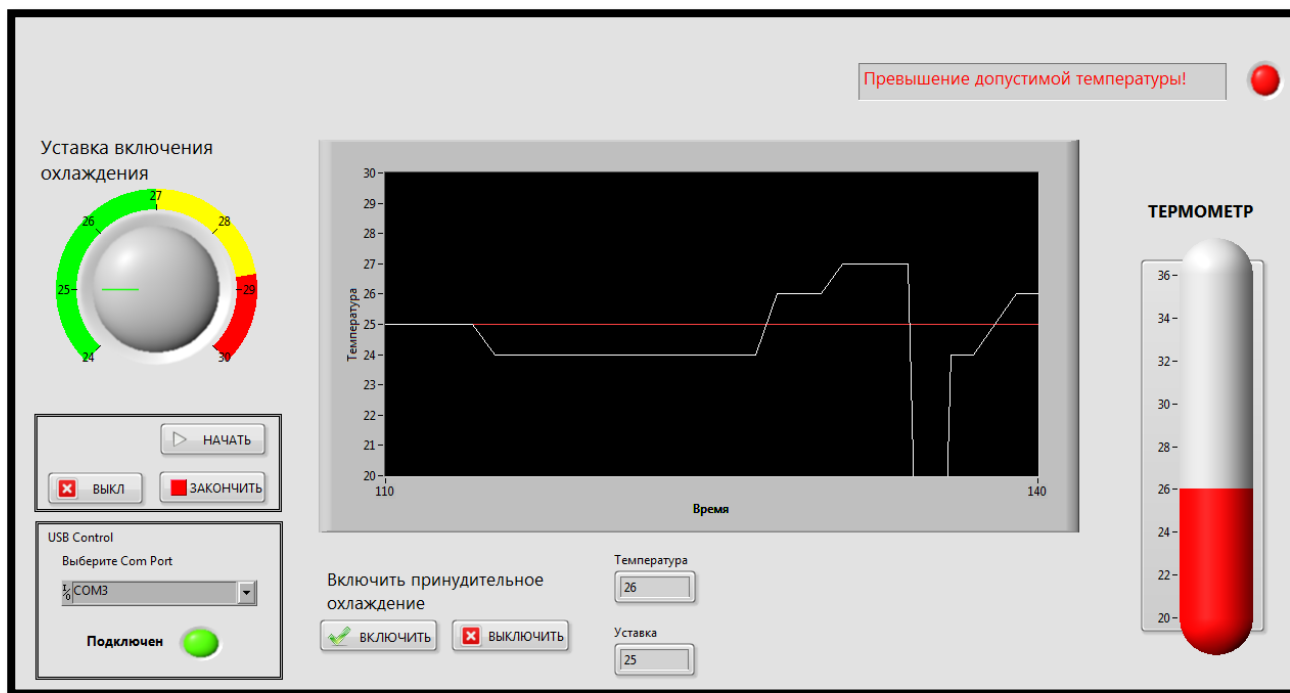 Превышение допустимой температуры!
Уставка включения
охлаждения
27
26
28
25
29
24
30
НАЧАТЬ
ВЫКЛ
ЗАКОНЧИТЬ
USB Control
Выберите Com Port
I/O COM3
Подключен
Температура
30
29
28
27
26
25
24
23
22
21
20
110
140
Время
Включить принудительное
охлаждение
ВКЛЮЧИТЬ
ВЫКЛЮЧИТЬ
Температура
26
Уставка
25
ТЕРМОМЕТР
36
34
32
30
28
26
24
22
20